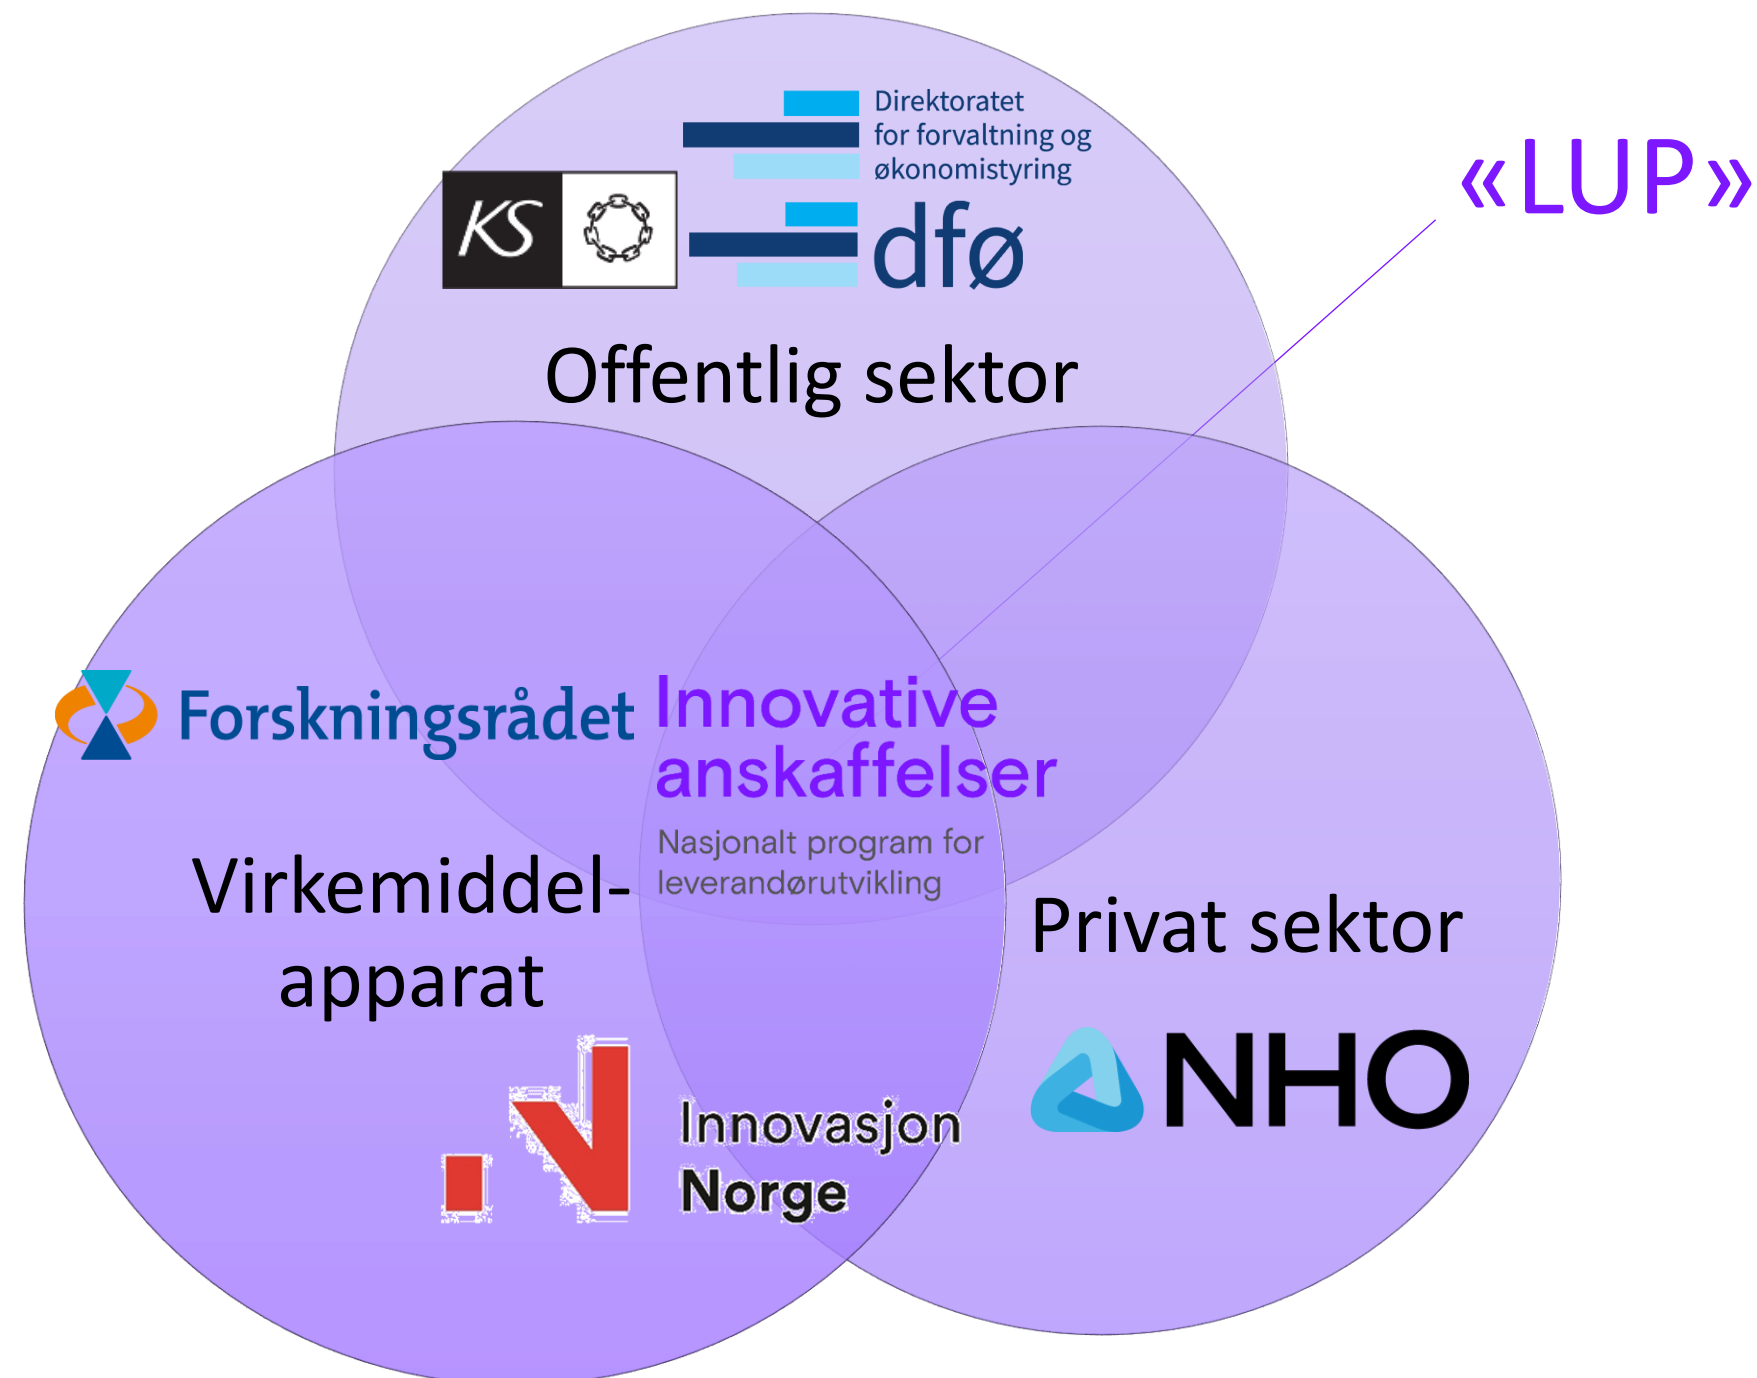 Direktoratet
for forvaltning og
økonomistyring
KS
dfø
«LUP»
Offentlig sektor
Forskningsrådet
Innovative
anskaffelser
Nasjonalt program for
leverandørutvikling
Virkemiddel-
apparat
Privat sektor
NHO
Innovasjon
Norge